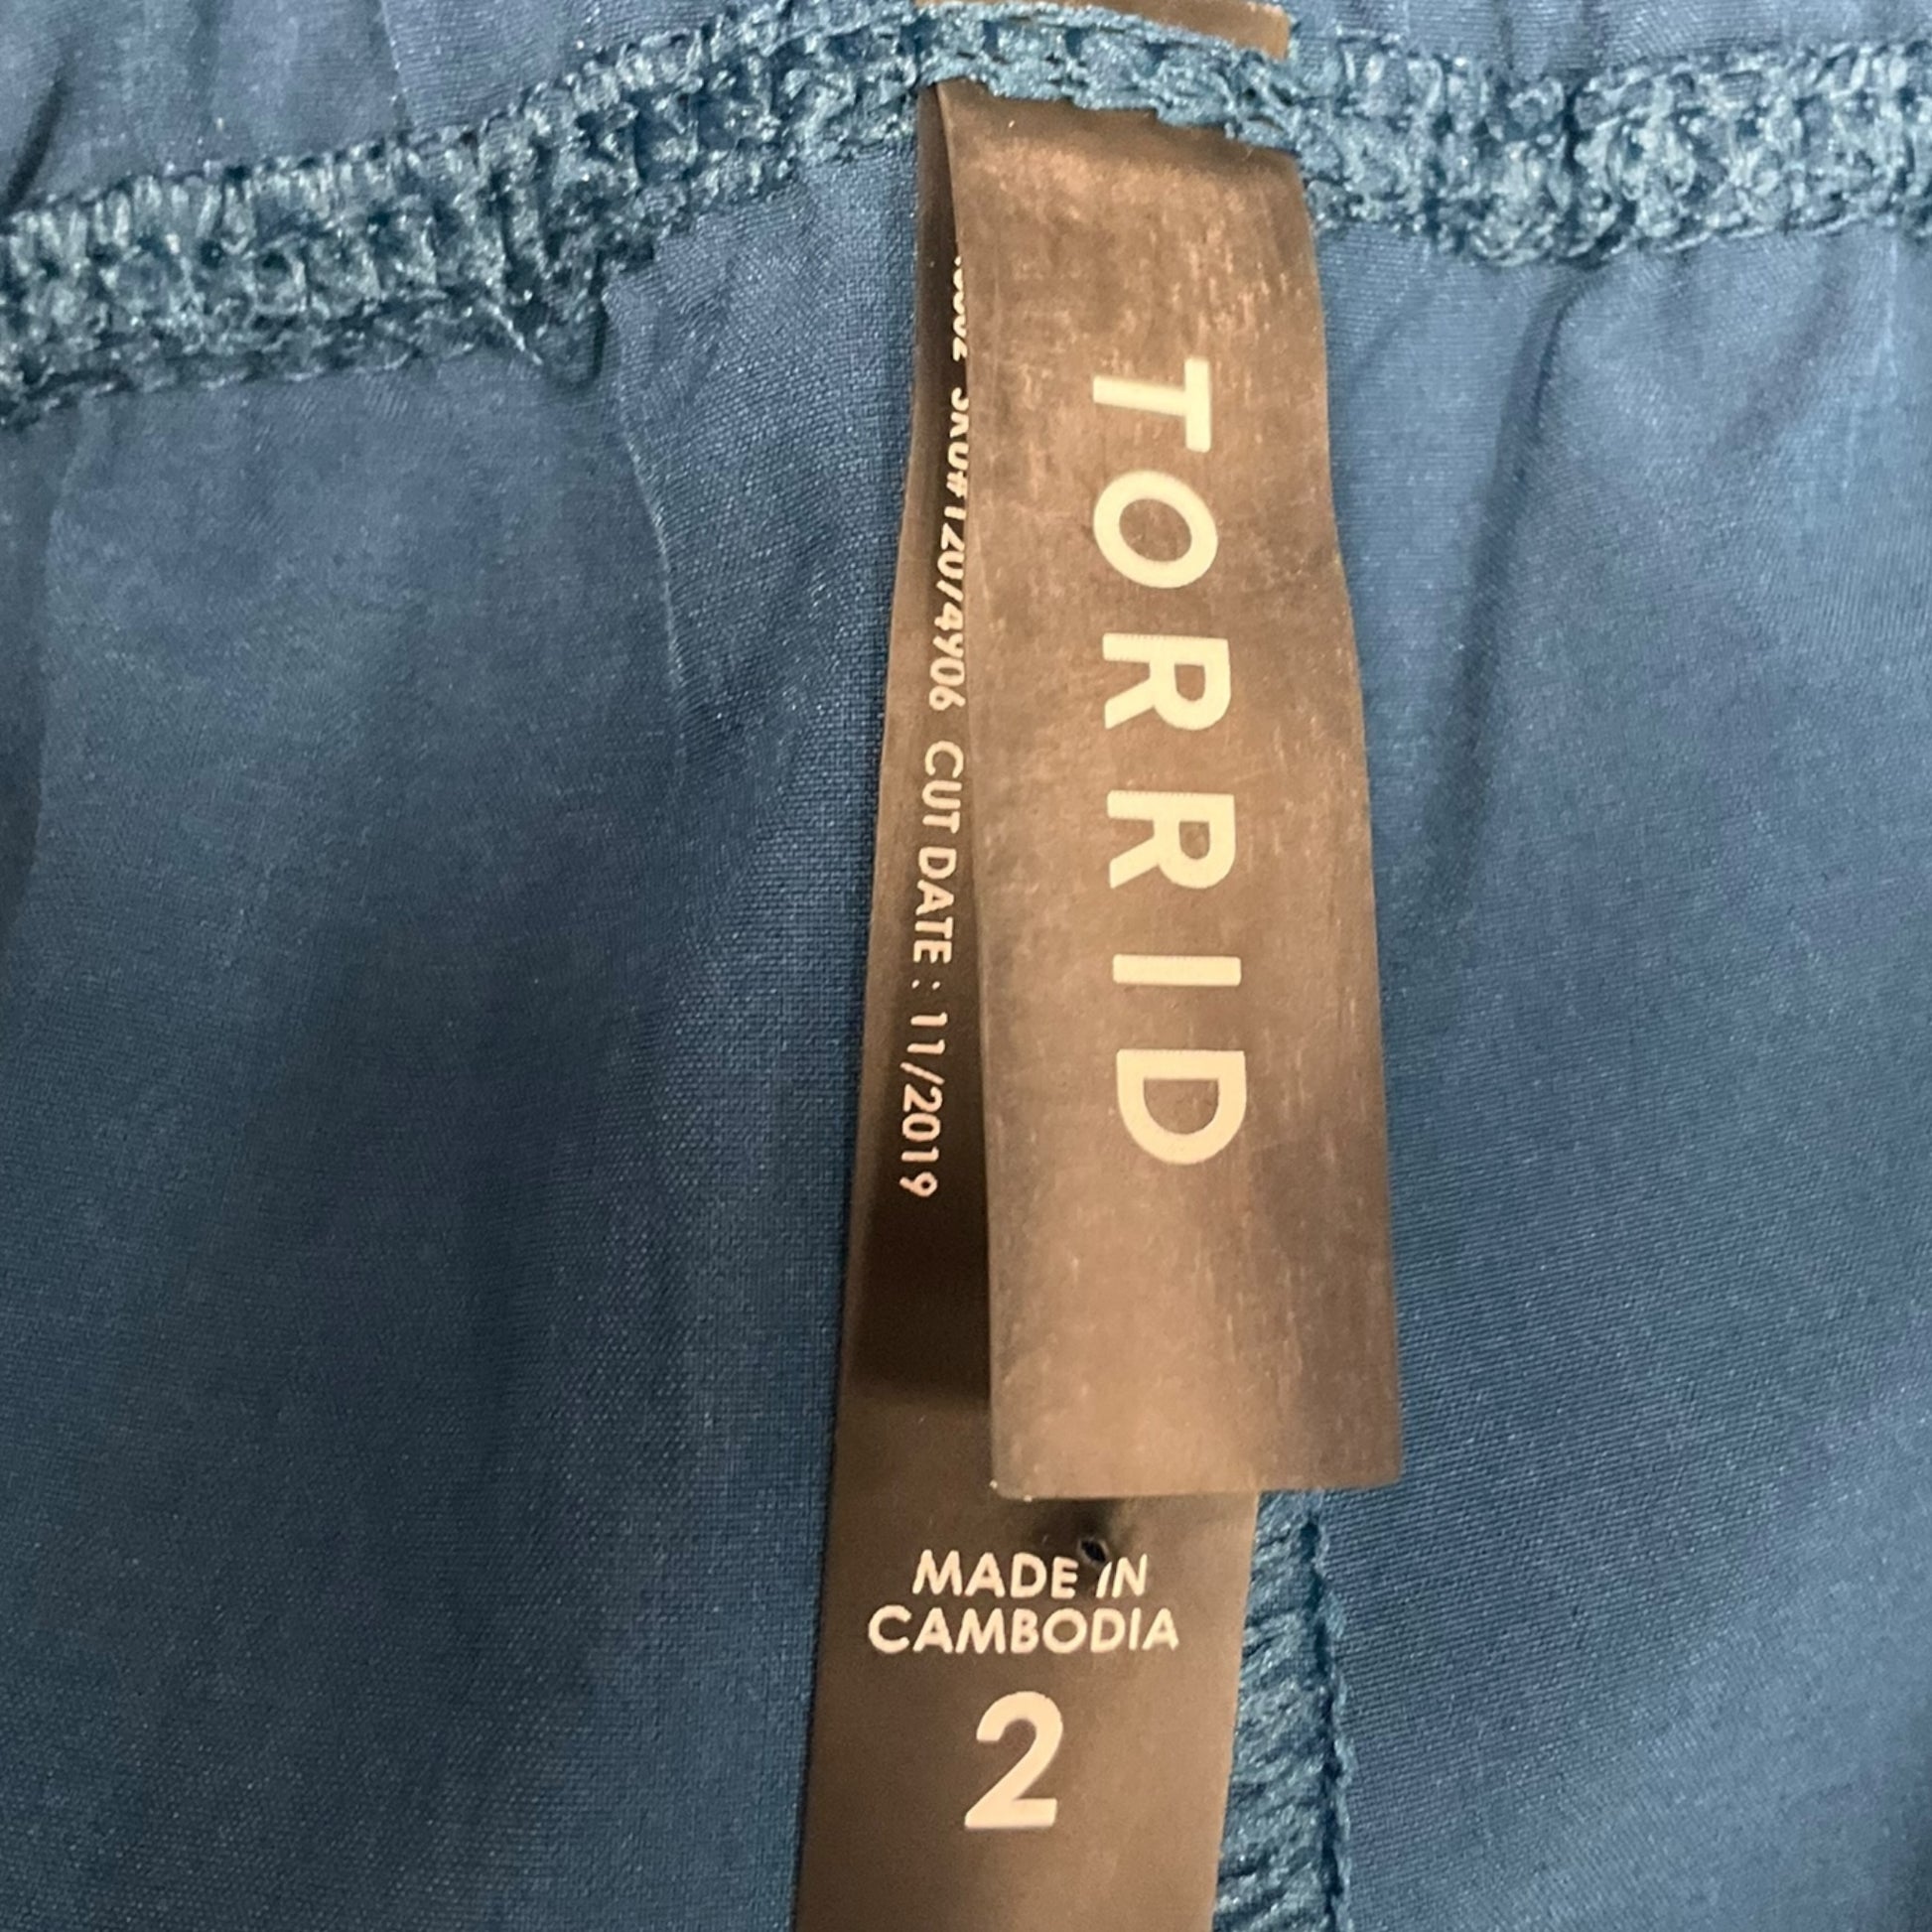 TORRID
SKU#12074906 CUT DATE : 11/2019
MADE IN
CAMBODIA
2